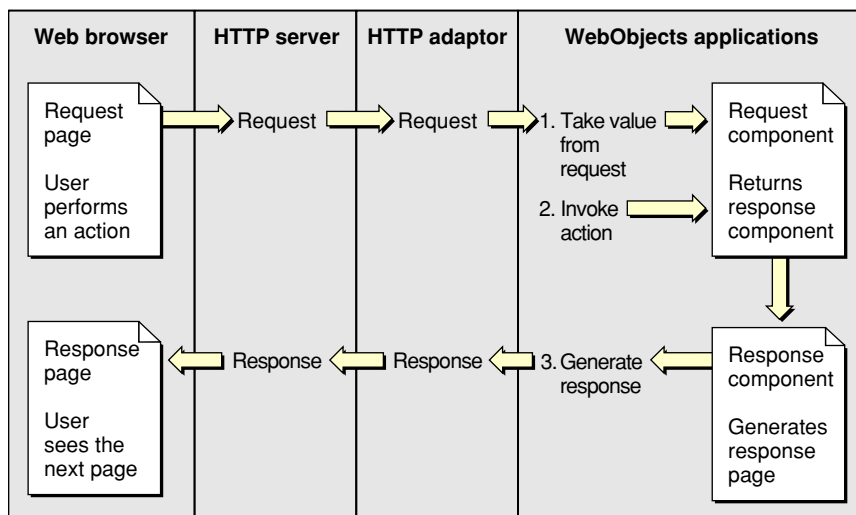 Web browser
HTTP server
HTTP adaptor
WebObjects applications
Request
page
User
performs
an action
Request
Request
1. Take value
from
request
2. Invoke
action
Request
component
Returns
response
component
Response
page
User
sees the
next page
Response
Response
3. Generate
response
Response
component
Generates
response
page